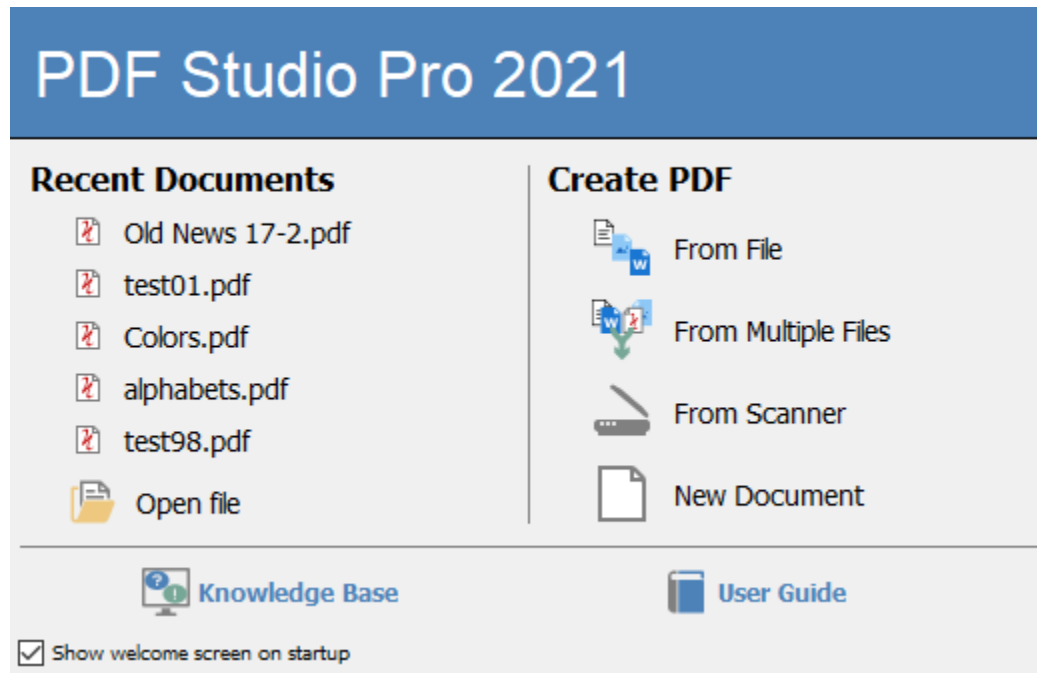 PDF Studio Pro 2021
Recent Documents
Old News 17-2.pdf
test01.pdf
Colors.pdf
alphabets.pdf
test98.pdf
Open file
Create PDF
From File
From Multiple Files
From Scanner
New Document
Knowledge Base
User Guide
Show welcome screen on startup